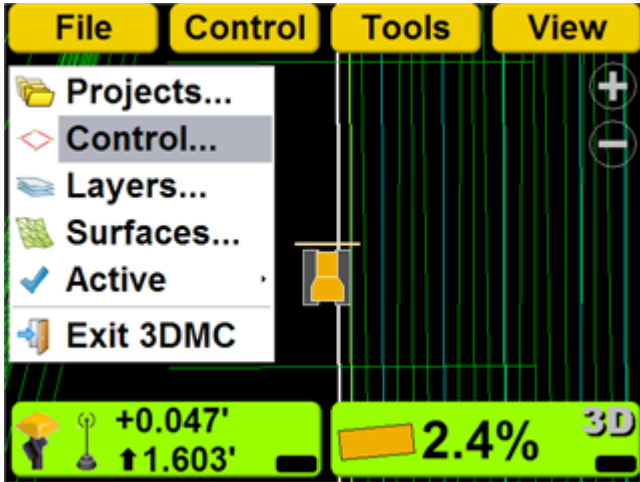 File Control Tools View
Projects...
Control...
Layers...
Surfaces...
Active
Exit 3DMC
+0.047'
⬆1.603'
2.4%
3D